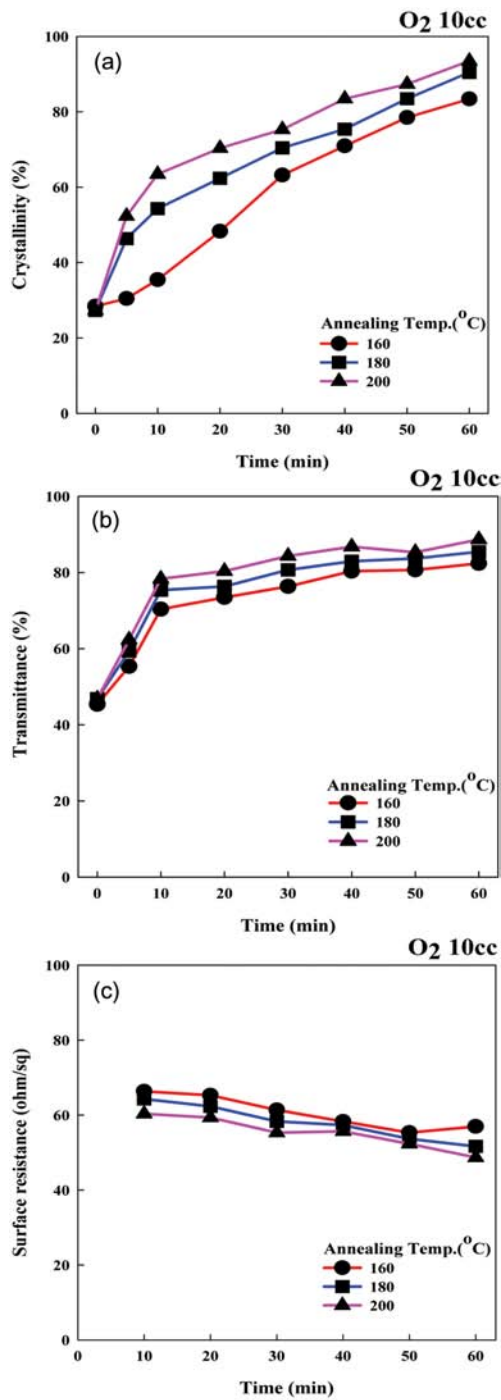 O2 10cc
(a)
100
80
60
40
20
0
Crystallinity (%)
Annealing Temp.(oC)
160
180
200
0 10 20 30 40 50 60
Time (min)
O2 10cc
(b)
100
80
60
40
20
0
Transmittance (%)
Annealing Temp.(oC)
160
180
200
0 10 20 30 40 50 60
Time (min)
O2 10cc
(c)
100
80
60
40
20
0
Surface resistance (ohm/sq)
Annealing Temp.(oC)
160
180
200
10 20 30 40 50 60
Time (min)